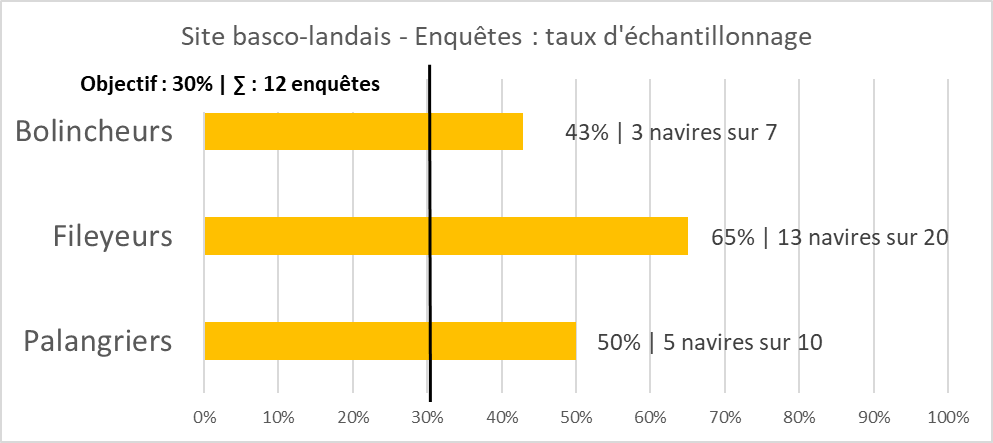 Site basco-landais - Enquêtes : taux d'échantillonnage
Objectif : 30% | ∑ : 12 enquêtes
Bolincheurs
43% | 3 navires sur 7
Fileyeurs
65% | 13 navires sur 20
Palangriers
50% | 5 navires sur 10
0% 10% 20% 30% 40% 50% 60% 70% 80% 90% 100%